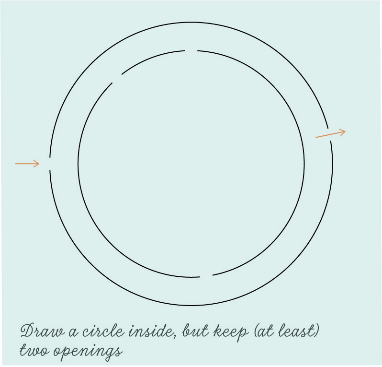 Draw a circle inside, but keep (at least)
two openings